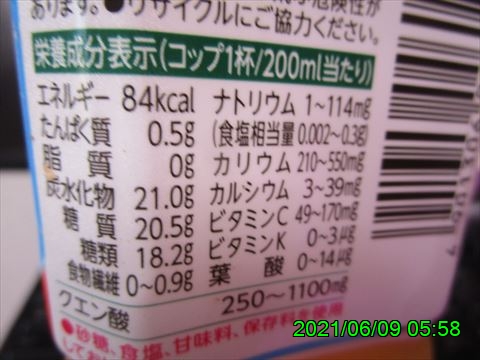 あります。●リサイクルにご協力ください。
栄養成分表示(コップ1杯/200ml当たり)
エネルギー 84kcal ナトリウム 1~114mg
たんぱく質 0.5g (食塩相当量 0.002~0.3g)
脂質 0g カリウム 210~550mg
炭水化物 21.0g カルシウム 3~39mg
糖質 20.5g ビタミンC 49~170mg
糖類 18.2g ビタミンK 0~3μg
食物繊維 0~0.9g 葉酸 0~14μg
クエン酸 250~1100mg
●砂糖、食塩、甘味料、保存料を使用
してお
2021/06/09 05:58